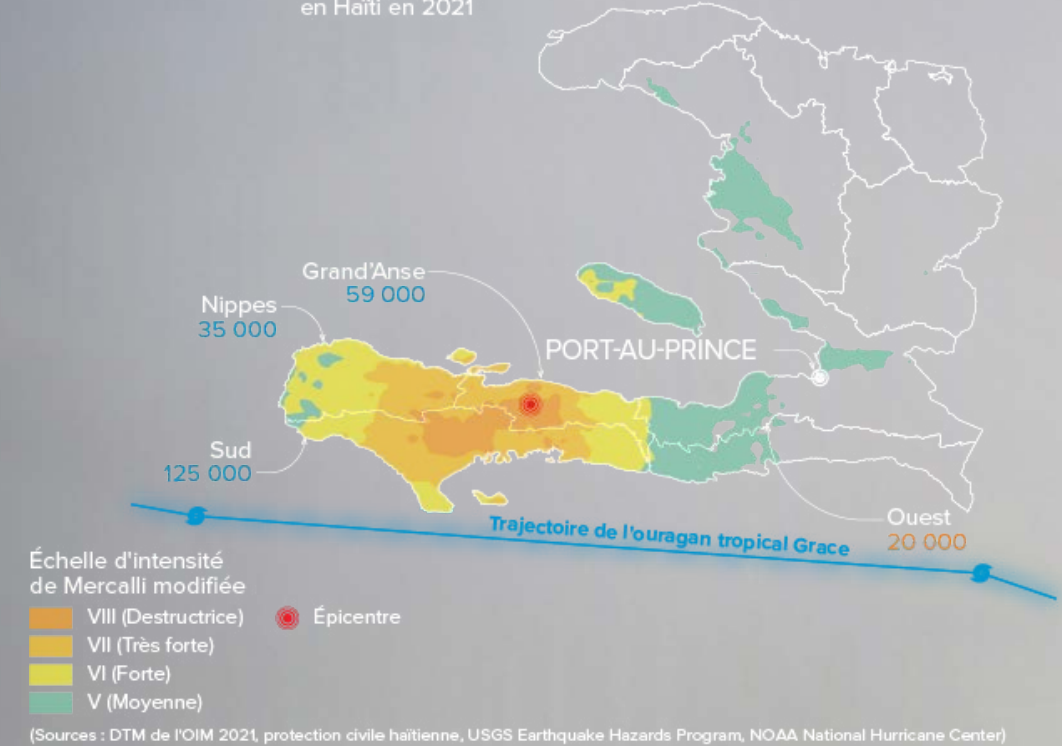 en Haïti en 2021
Grand'Anse
59 000
Nippes
35 000
PORT-AU-PRINCE
Sud
125 000
Ouest
20 000
Trajectoire de l'ouragan tropical Grace
Échelle d'intensité
de Mercalli modifiée
VIII (Destructrice)
Épicentre
VII (Très forte)
VI (Forte)
V (Moyenne)
(Sources : DTM de l'OIM 2021, protection civile haïtienne, USGS Earthquake Hazards Program, NOAA National Hurricane Center)